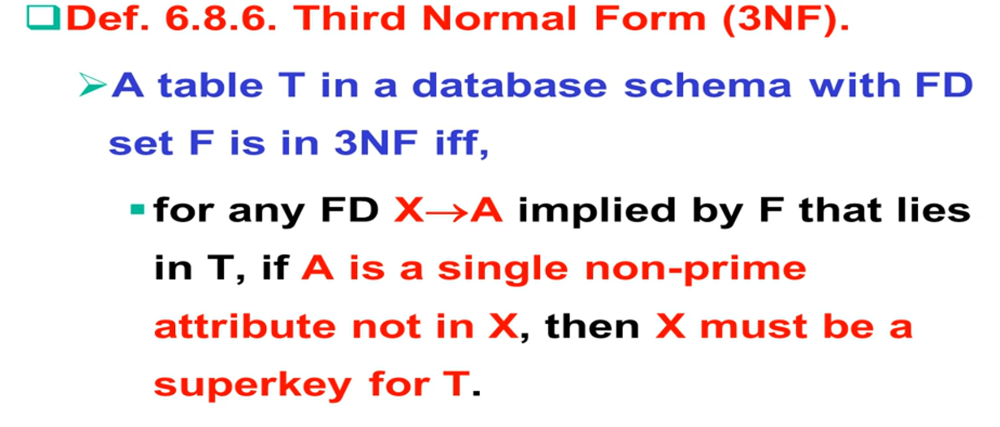 Def. 6.8.6. Third Normal Form (3NF).
A table T in a database schema with FD
set F is in 3NF iff,
for any FD X→A implied by F that lies
in T, if A is a single non-prime
attribute not in X, then X must be a
superkey for T.